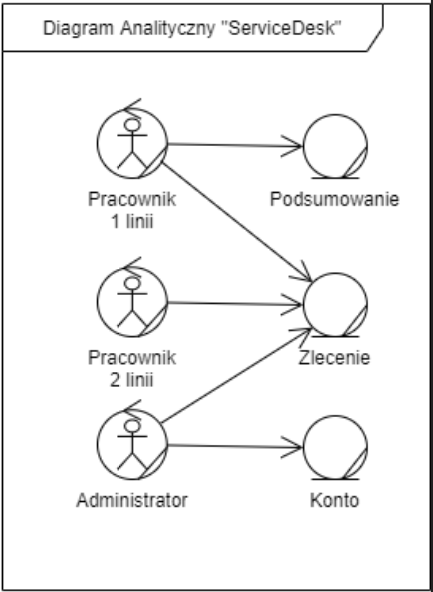 Diagram Analityczny "ServiceDesk"
Pracownik
1 linii
Podsumowanie
Pracownik
2 linii
Zlecenie
Administrator
Konto